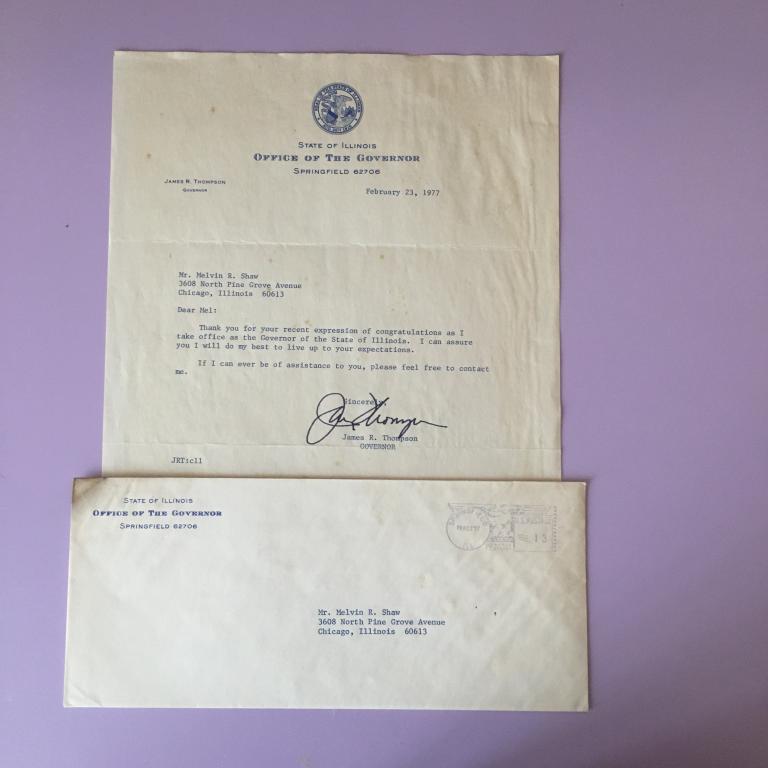 STATE OF ILLINOIS
OFFICE OF THE GOVERNOR
SPRINGFIELD 62706
JAMES R. THOMPSON
GOVERNOR
February 23, 1977
Mr. Melvin R. Shaw
3608 North Pine Grove Avenue
Chicago, Illinois 60613
Dear Mel:
Thank you for your recent expression of congratulations as I
take office as the Governor of the State of Illinois. I can assure
you I will do my best to live up to your expectations.
If I can ever be of assistance to you, please feel free to contact
me.
Sincerely,
Jim Thompson
James R. Thompson
GOVERNOR
JRT:cll
STATE OF ILLINOIS
OFFICE OF THE GOVERNOR
SPRINGFIELD 62706
13
Mr. Melvin R. Shaw
3608 North Pine Grove Avenue
Chicago, Illinois 60613